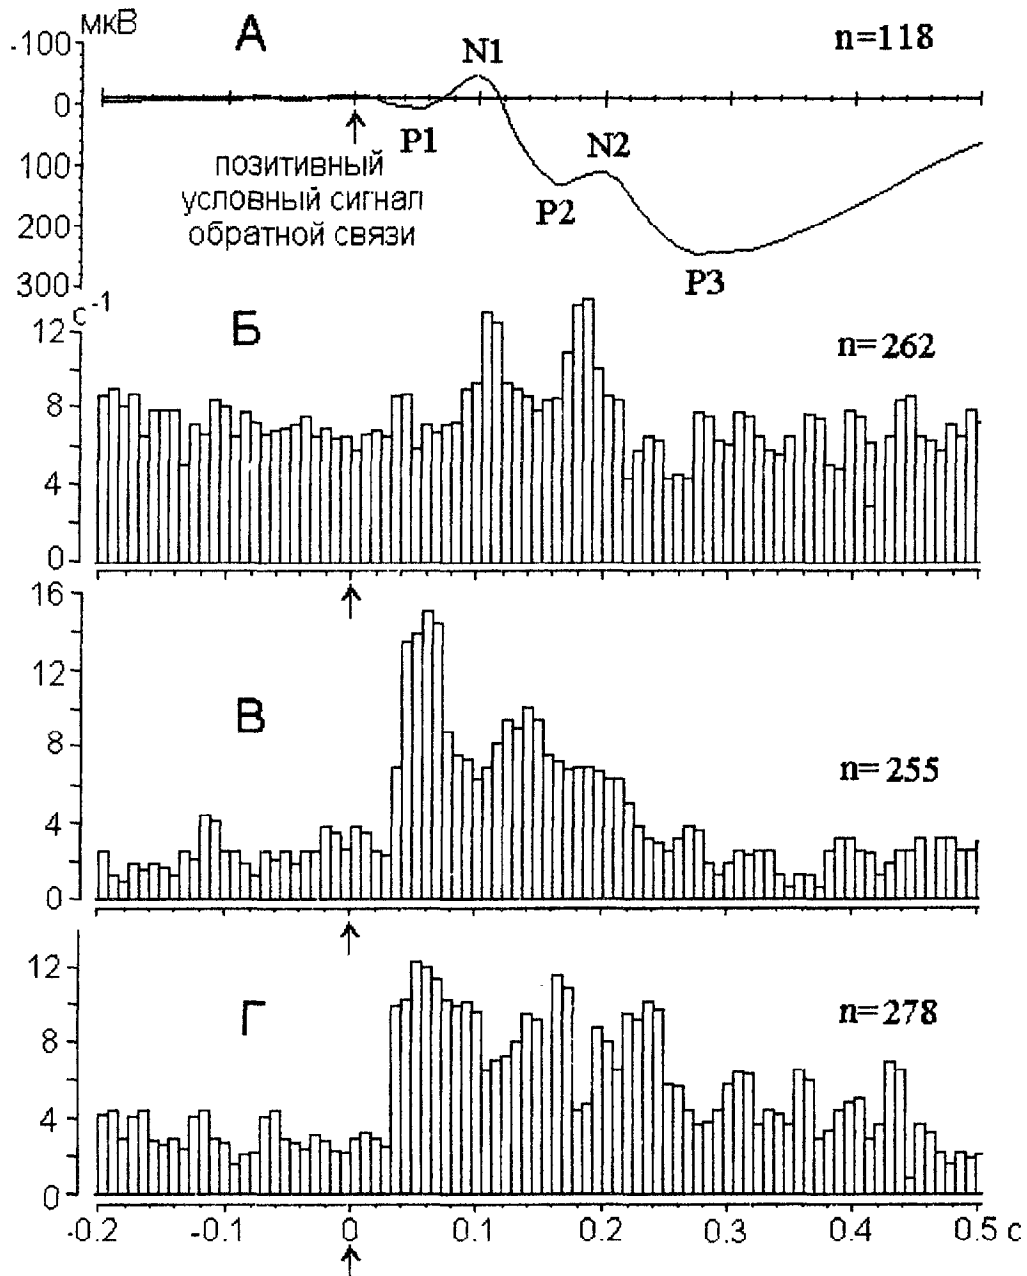 мкВ
-100
А
n=118
N1
0
P1
N2
позитивный
условный сигнал
обратной связи
100
P2
200
P3
300
с-1
12
Б
n=262
8
4
0
16
12
В
8
n=255
4
0
12
Г
n=278
8
4
0
-0.2 -0.1 0 0.1 0.2 0.3 0.4 0.5 с